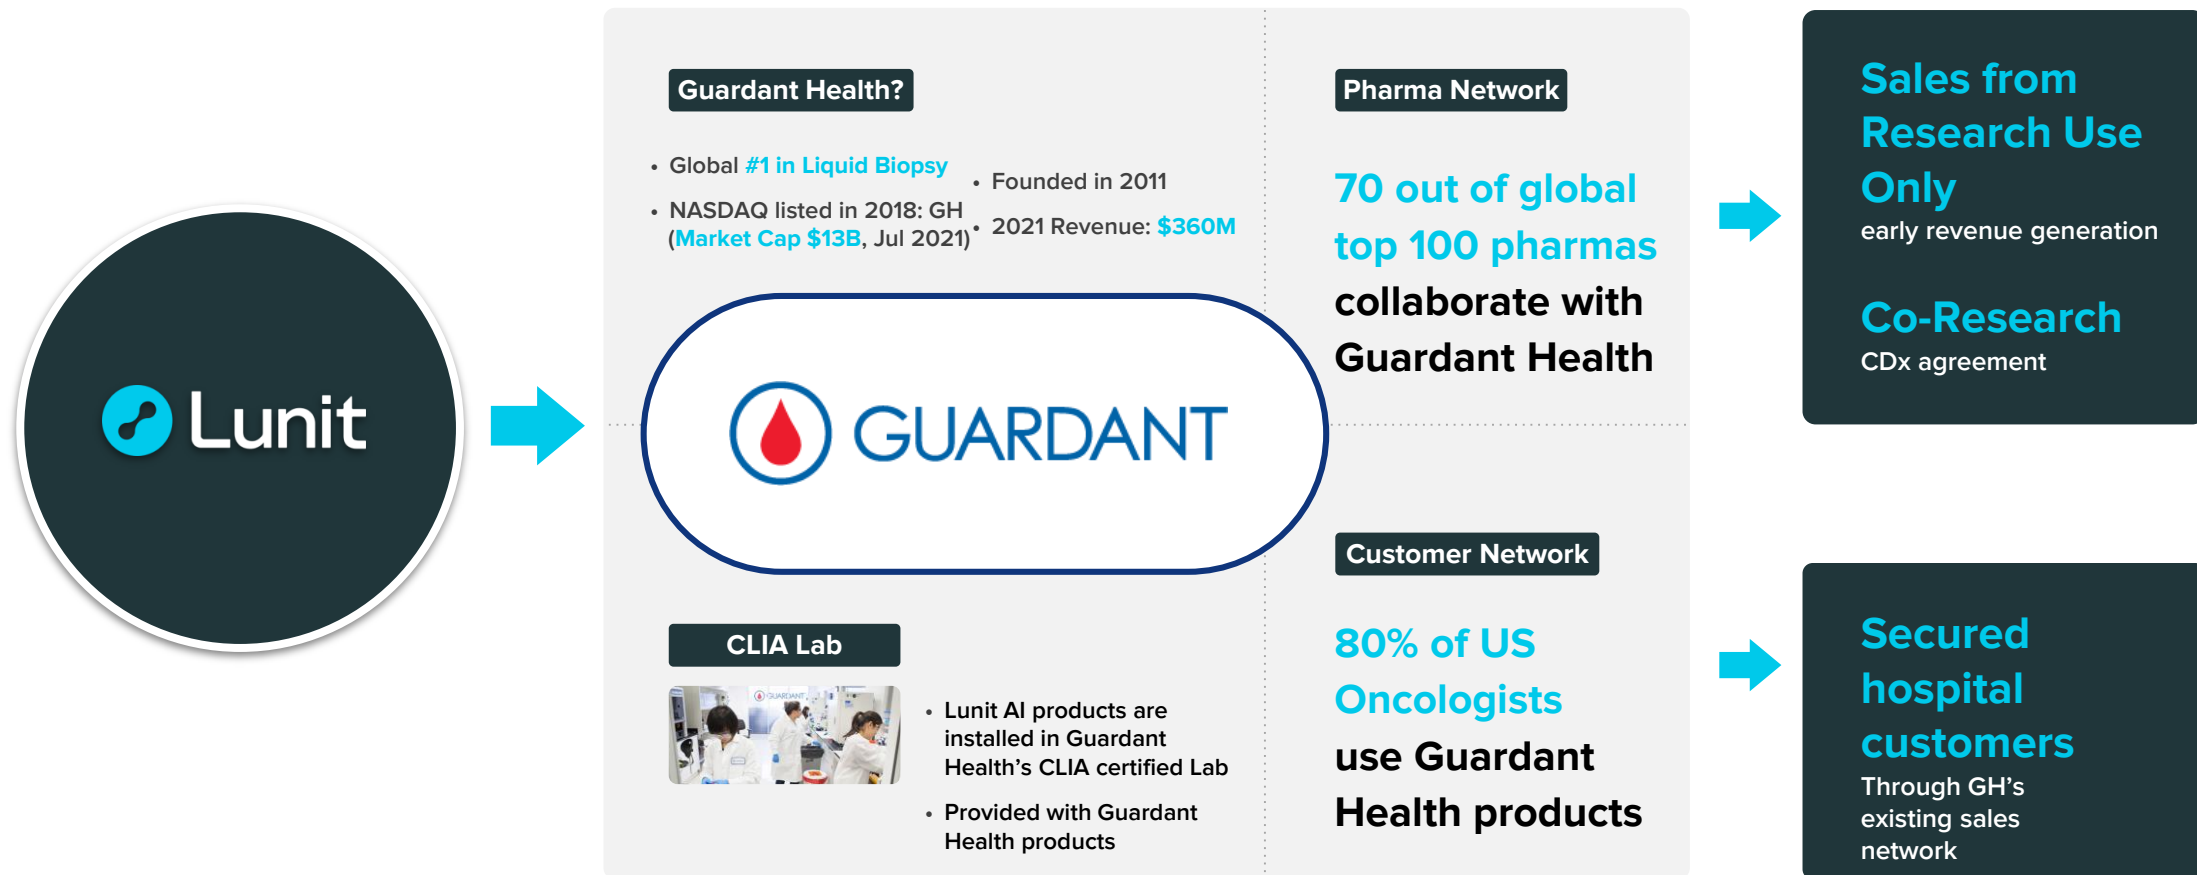 Lunit
Guardant Health?
• Global #1 in Liquid Biopsy
• NASDAQ listed in 2018: GH
(Market Cap $13B, Jul 2021)
• Founded in 2011
• 2021 Revenue: $360M
GUARDANT
CLIA Lab
GUARDANT
• Lunit AI products are
installed in Guardant
Health’s CLIA certified Lab
• Provided with Guardant
Health products
Pharma Network
70 out of global
top 100 pharmas
collaborate with
Guardant Health
Customer Network
80% of US
Oncologists
use Guardant
Health products
Sales from
Research Use
Only
early revenue generation
Co-Research
CDx agreement
Secured
hospital
customers
Through GH’s
existing sales
network